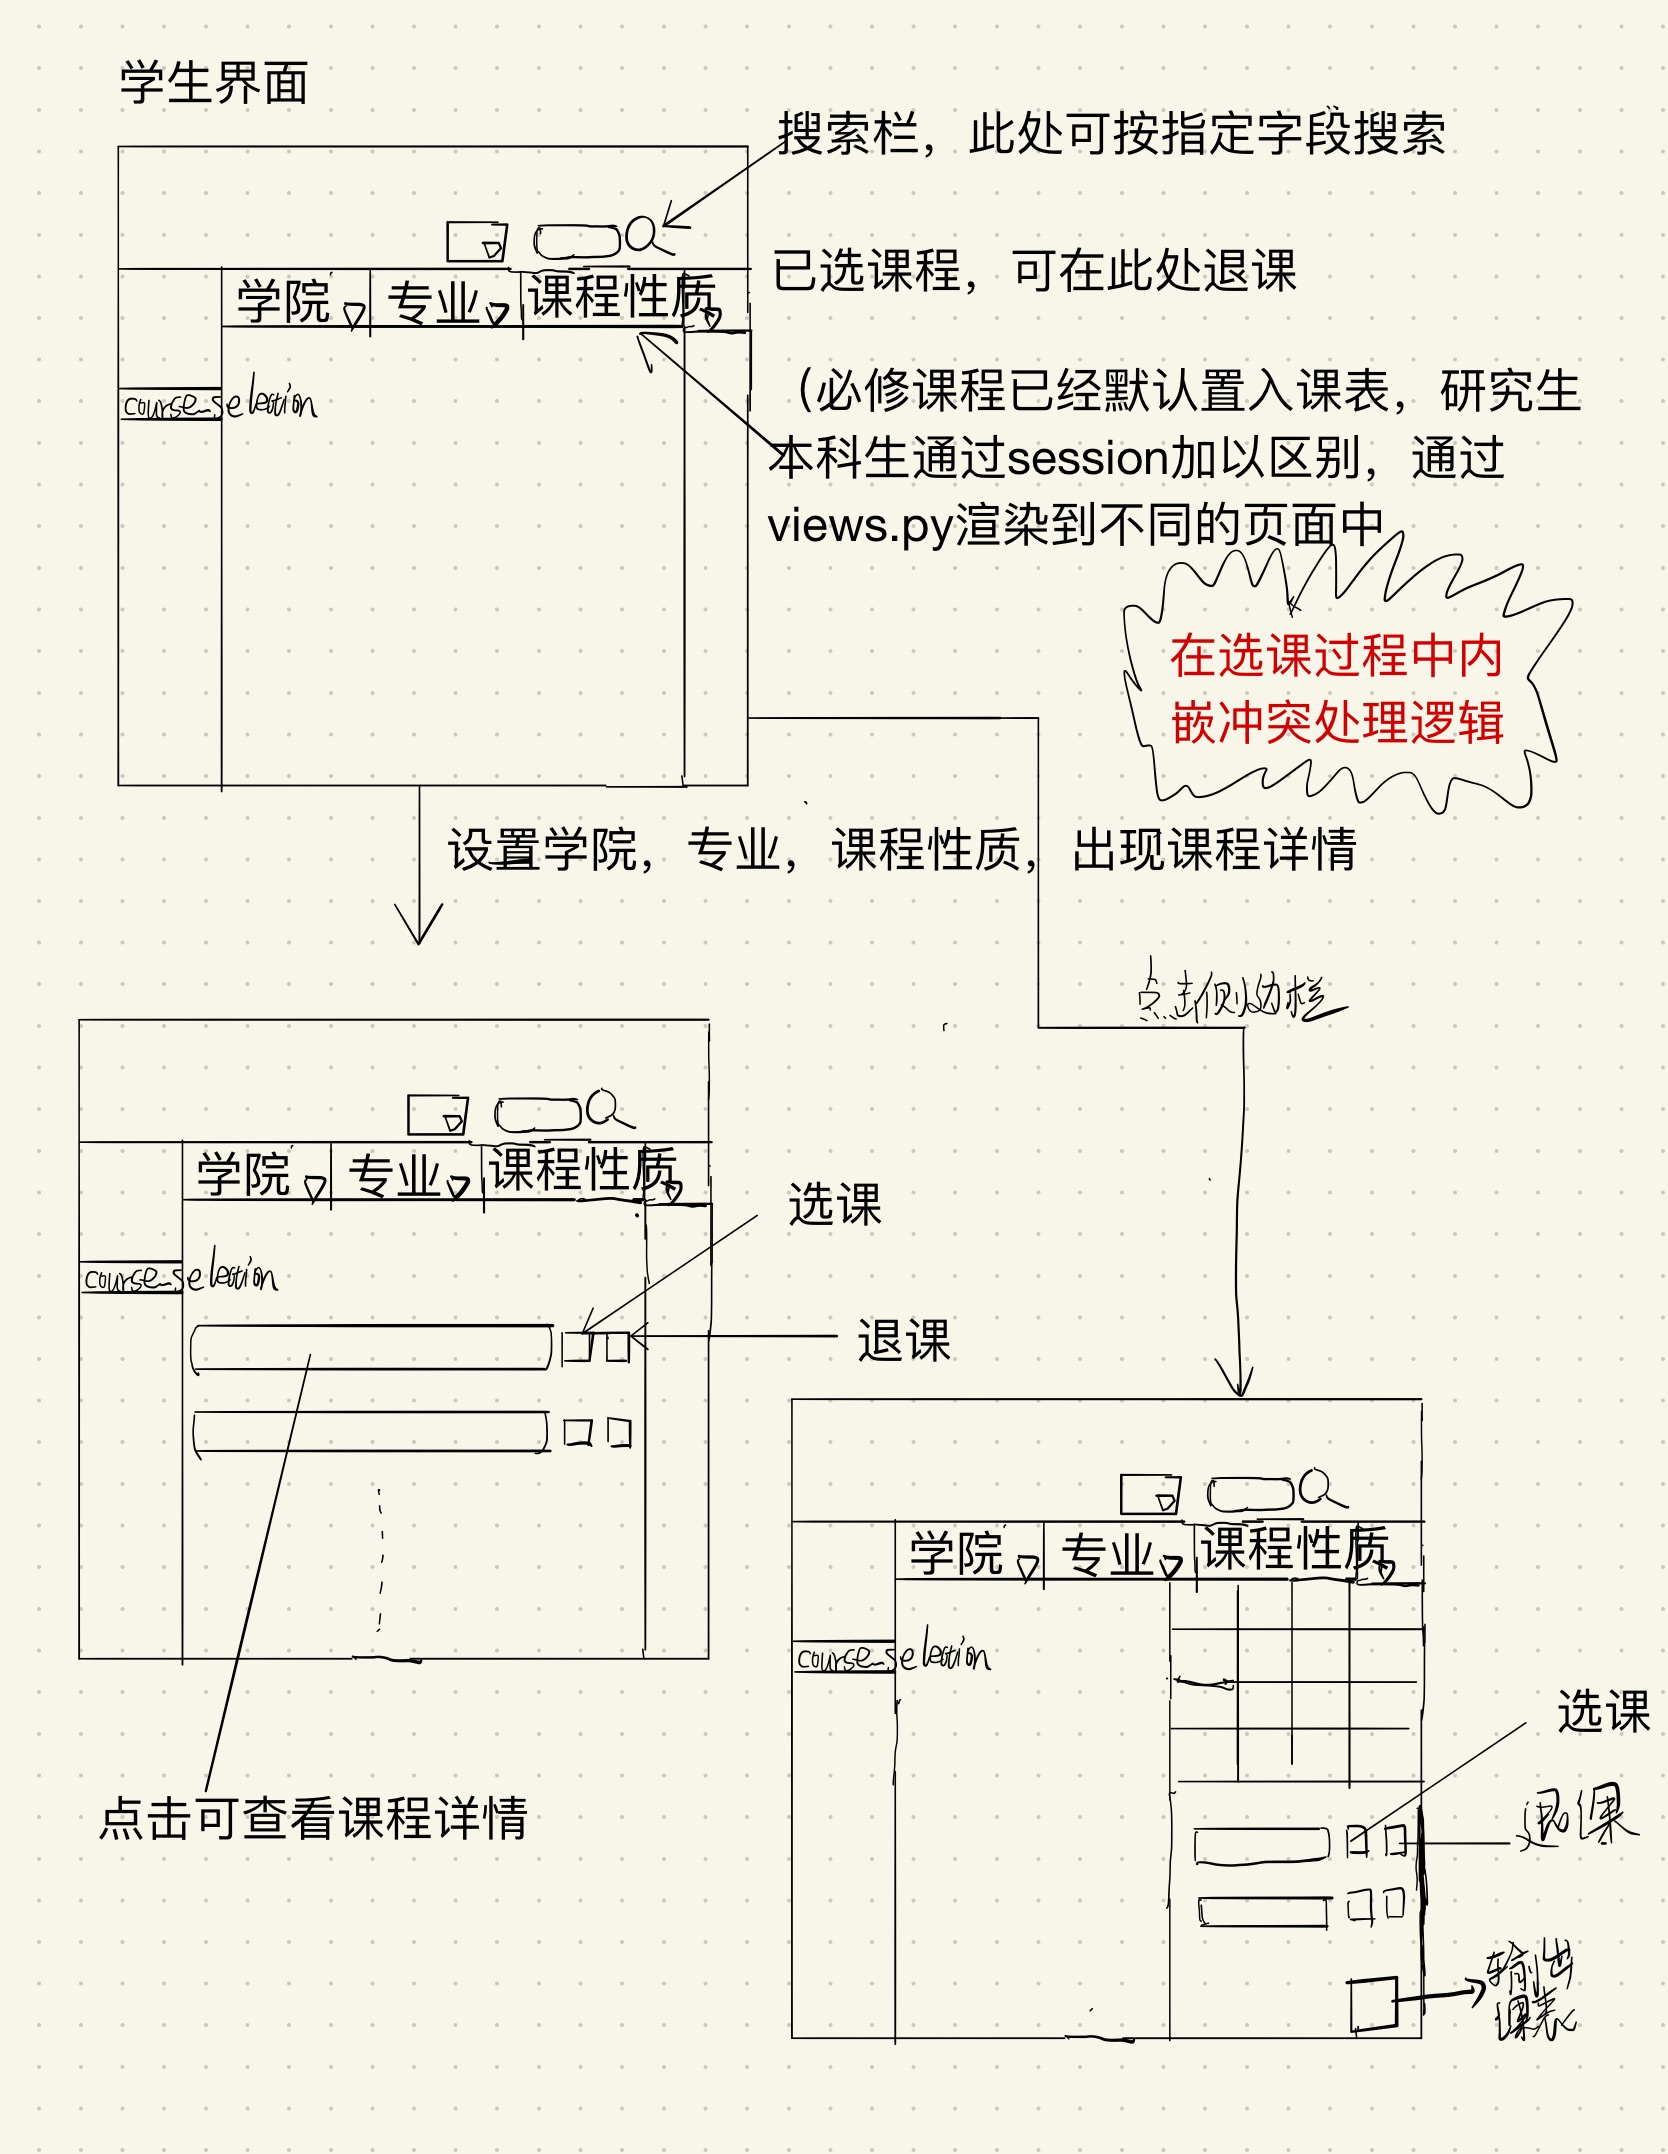 学生界面
搜索栏，此处可按指定字段搜索
已选课程，可在此处退课
学院
专业
课程性质
（必修课程已经默认置入课表，研究生
本科生通过session加以区别，通过
views.py渲染到不同的页面中
course_selection
在选课过程中内
嵌冲突处理逻辑
设置学院，专业，课程性质，出现课程详情
点击侧边栏
学院
专业
课程性质
选课
course_selection
退课
学院
专业
课程性质
course_selection
选课
点击可查看课程详情
退课
输出
课表